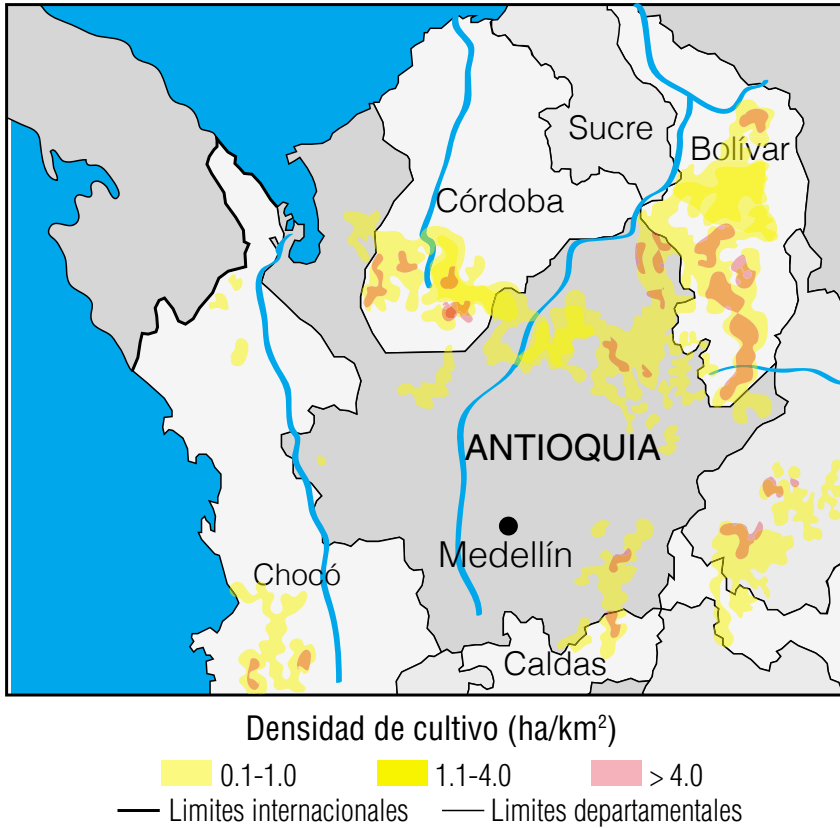 Sucre
Bolívar
Córdoba
ANTIOQUIA
Medellín
Chocó
Caldas
Densidad de cultivo (ha/km²)
0.1-1.0 1.1-4.0 > 4.0
Limites internacionales Limites departamentales